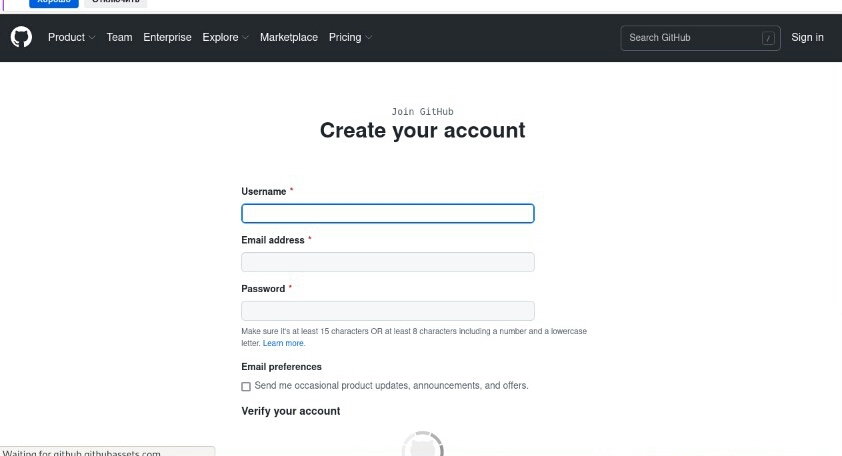 Хорошо Отключить
Product Team Enterprise Explore Marketplace Pricing Search GitHub / Sign in
Join GitHub
Create your account
Username *
Email address *
Password *
Make sure it's at least 15 characters OR at least 8 characters including a number and a lowercase
letter. Learn more.
Email preferences
Send me occasional product updates, announcements, and offers.
Verify your account
Waiting for github.githubassets.com